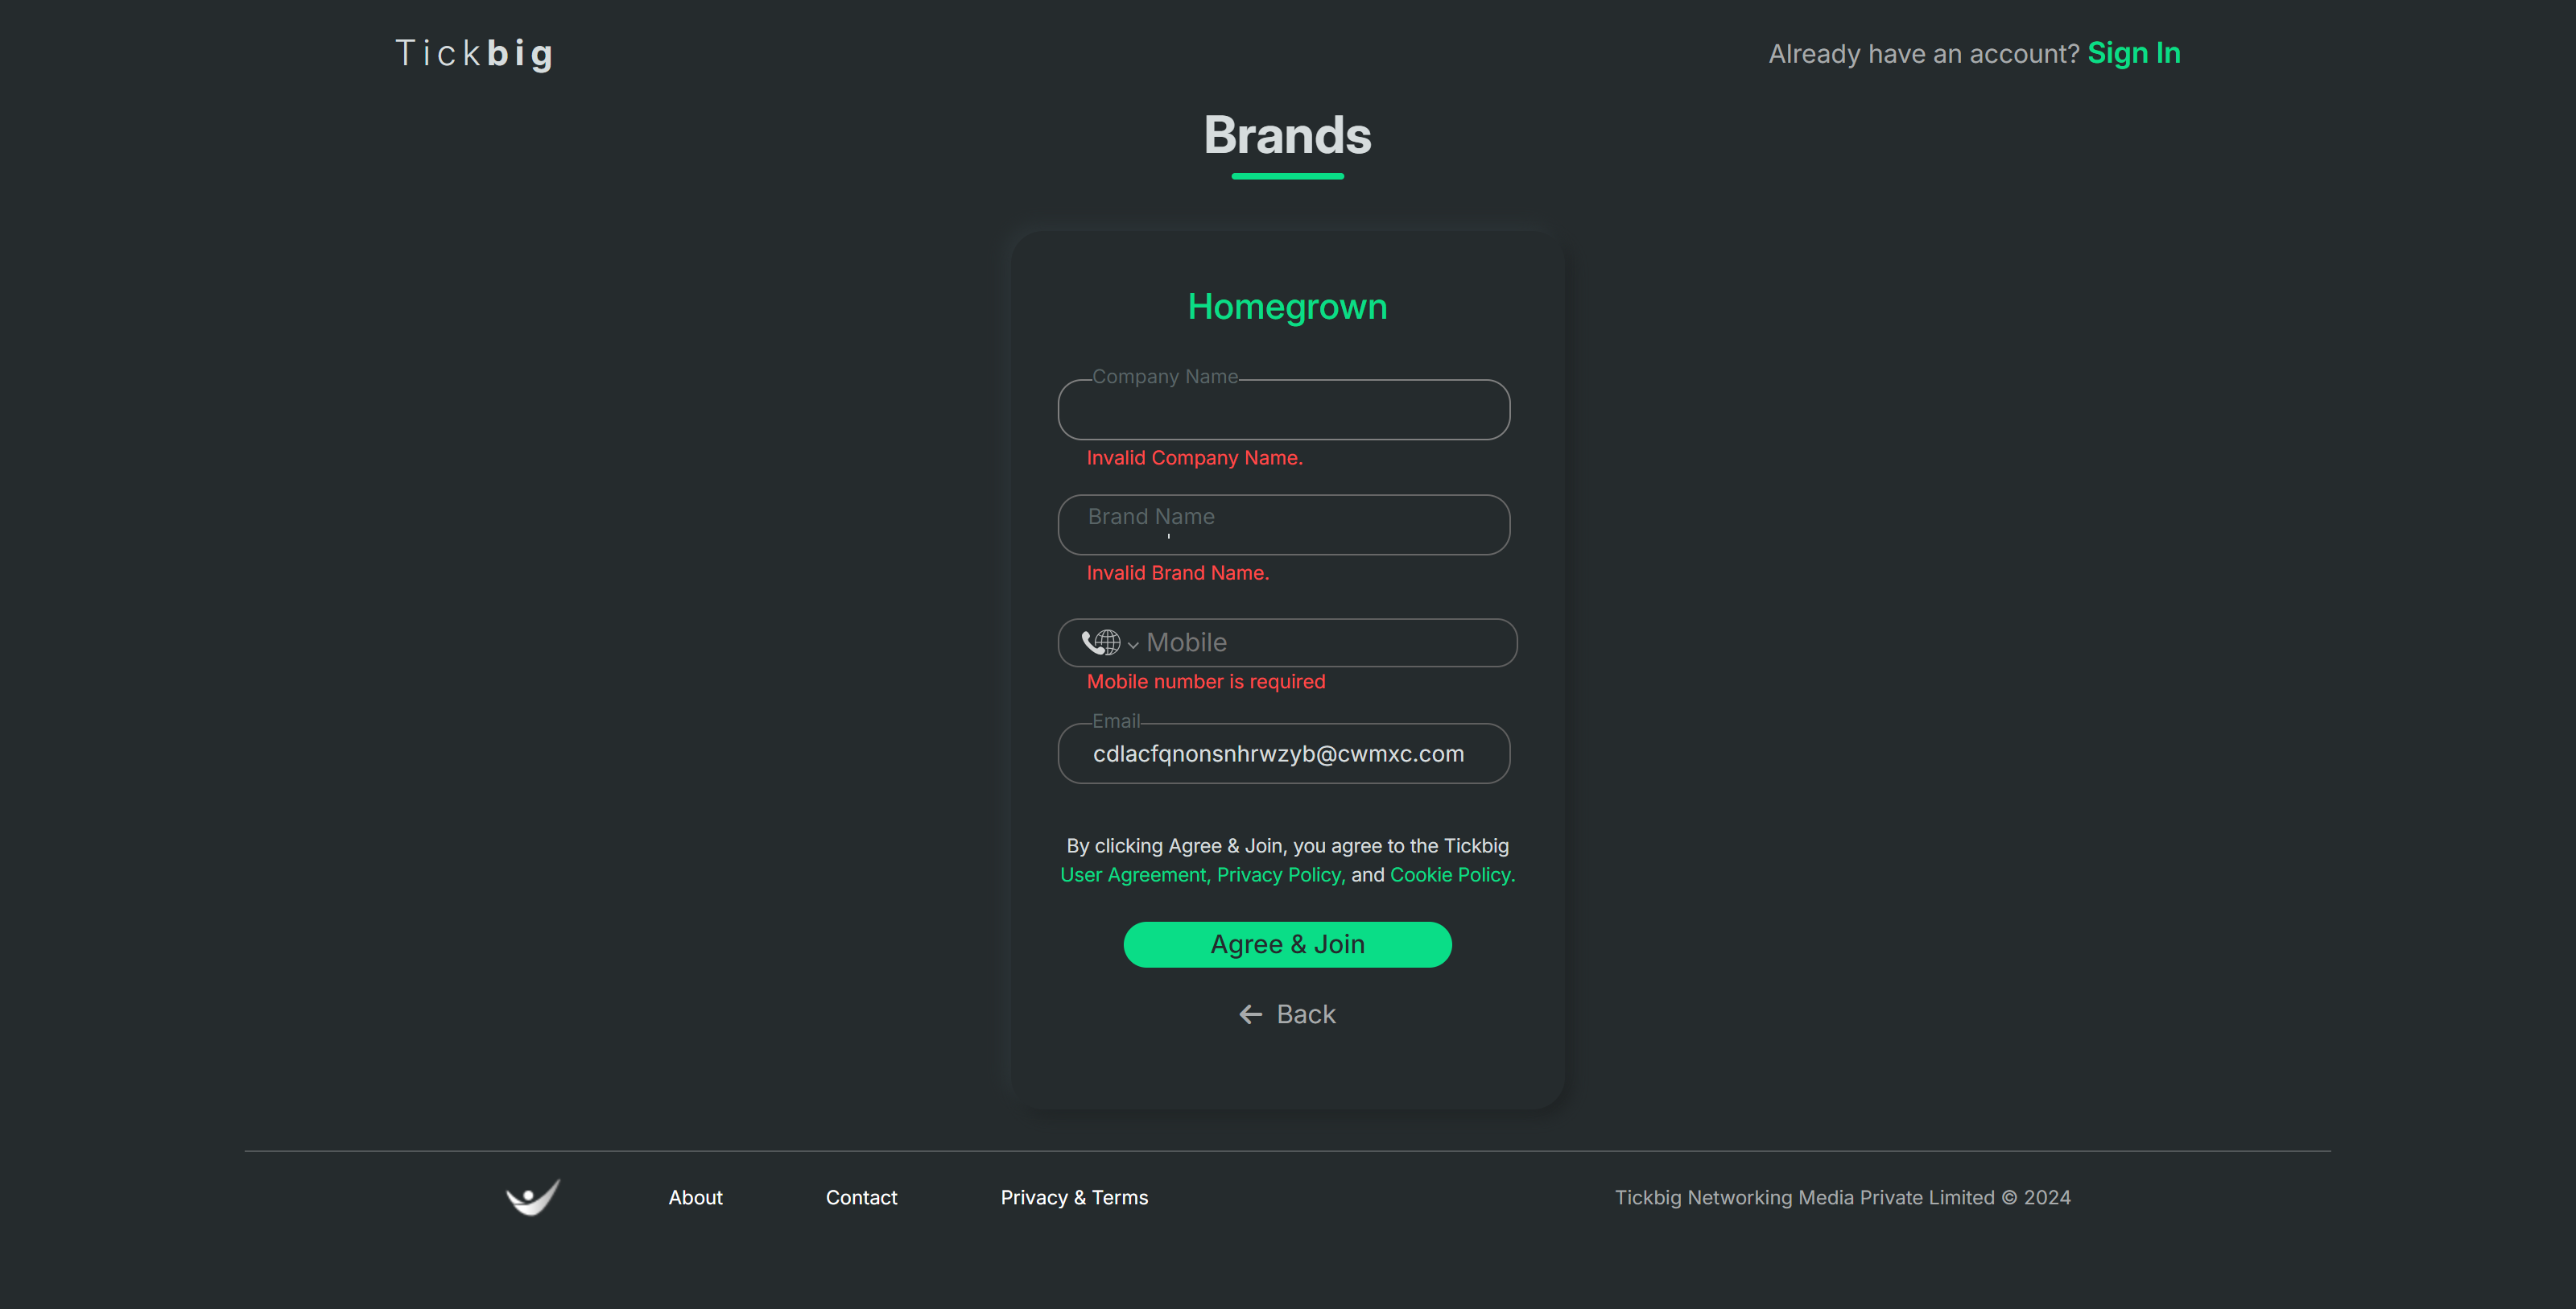 Tickbig
Already have an account? Sign In
Brands
Homegrown
Company Name
Invalid Company Name.
Brand Name
Invalid Brand Name.
Mobile
Mobile number is required
Email
cdlacfqnonsnhrwzyb@cwmxc.com
By clicking Agree & Join, you agree to the Tickbig
User Agreement, Privacy Policy, and Cookie Policy.
Agree & Join
Back
About Contact Privacy & Terms Tickbig Networking Media Private Limited © 2024